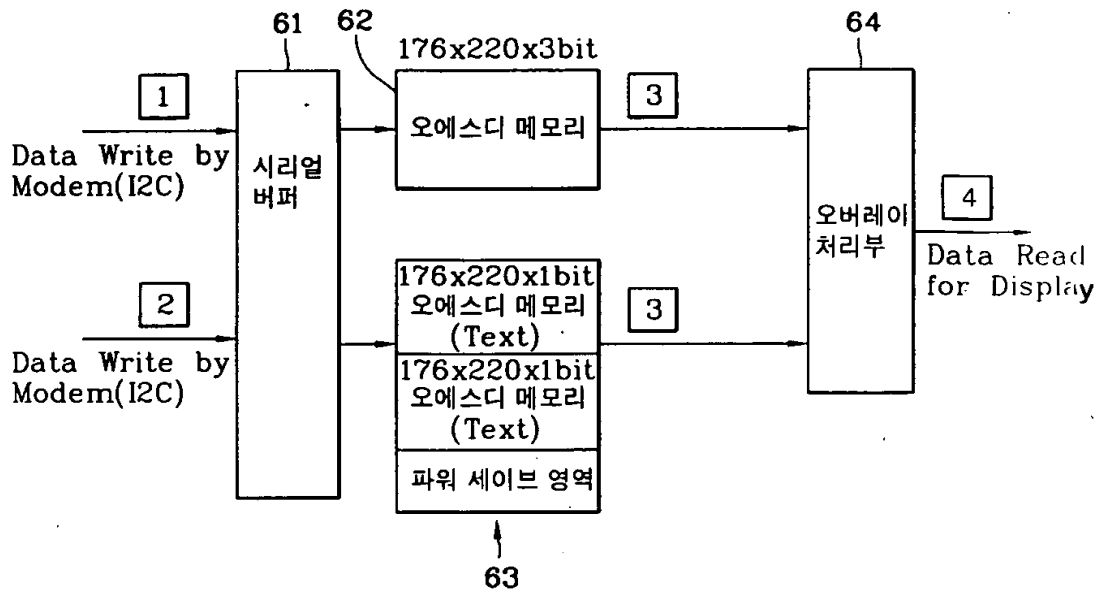 61
62
64
176x220x3bit
1
3
오에스디 메모리
Data Write by
Modem(I2C)
시리얼
버퍼
오버레이
처리부
4
Data Read
for Display
2
176x220x1bit
오에스디 메모리
(Text)
3
Data Write by
Modem(I2C)
176x220x1bit
오에스디 메모리
(Text)
파워 세이브 영역
63